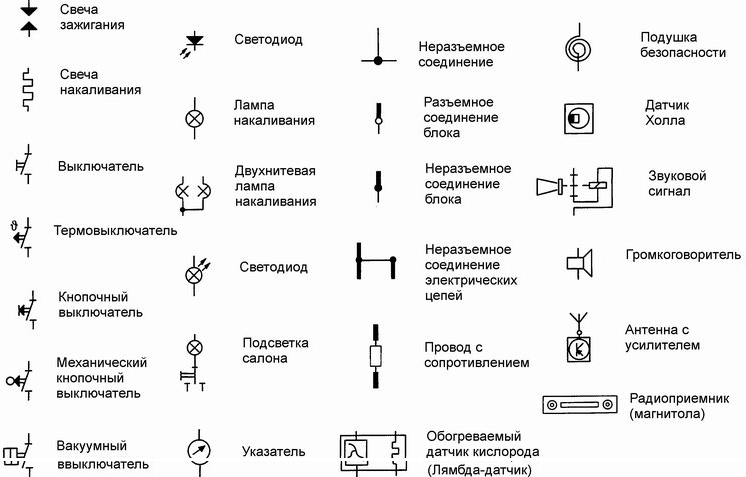 Свеча
зажигания
Свеча
накаливания
Выключатель
ϑ
Термовыключатель
Кнопочный
выключатель
Механический
кнопочный
выключатель
Вакуумный
ввыключатель
Светодиод
Лампа
накаливания
Двухнитевая
лампа
накаливания
Светодиод
Подсветка
салона
Указатель
Неразъемное
соединение
Разъемное
соединение
блока
Неразъемное
соединение
блока
Неразъемное
соединение
электрических
цепей
Провод с
сопротивлением
Обогреваемый
датчик кислорода
(Лямбда-датчик)
Подушка
безопасности
Датчик
Холла
Звуковой
сигнал
Громкоговоритель
Антенна с
усилителем
Радиоприемник
(магнитола)